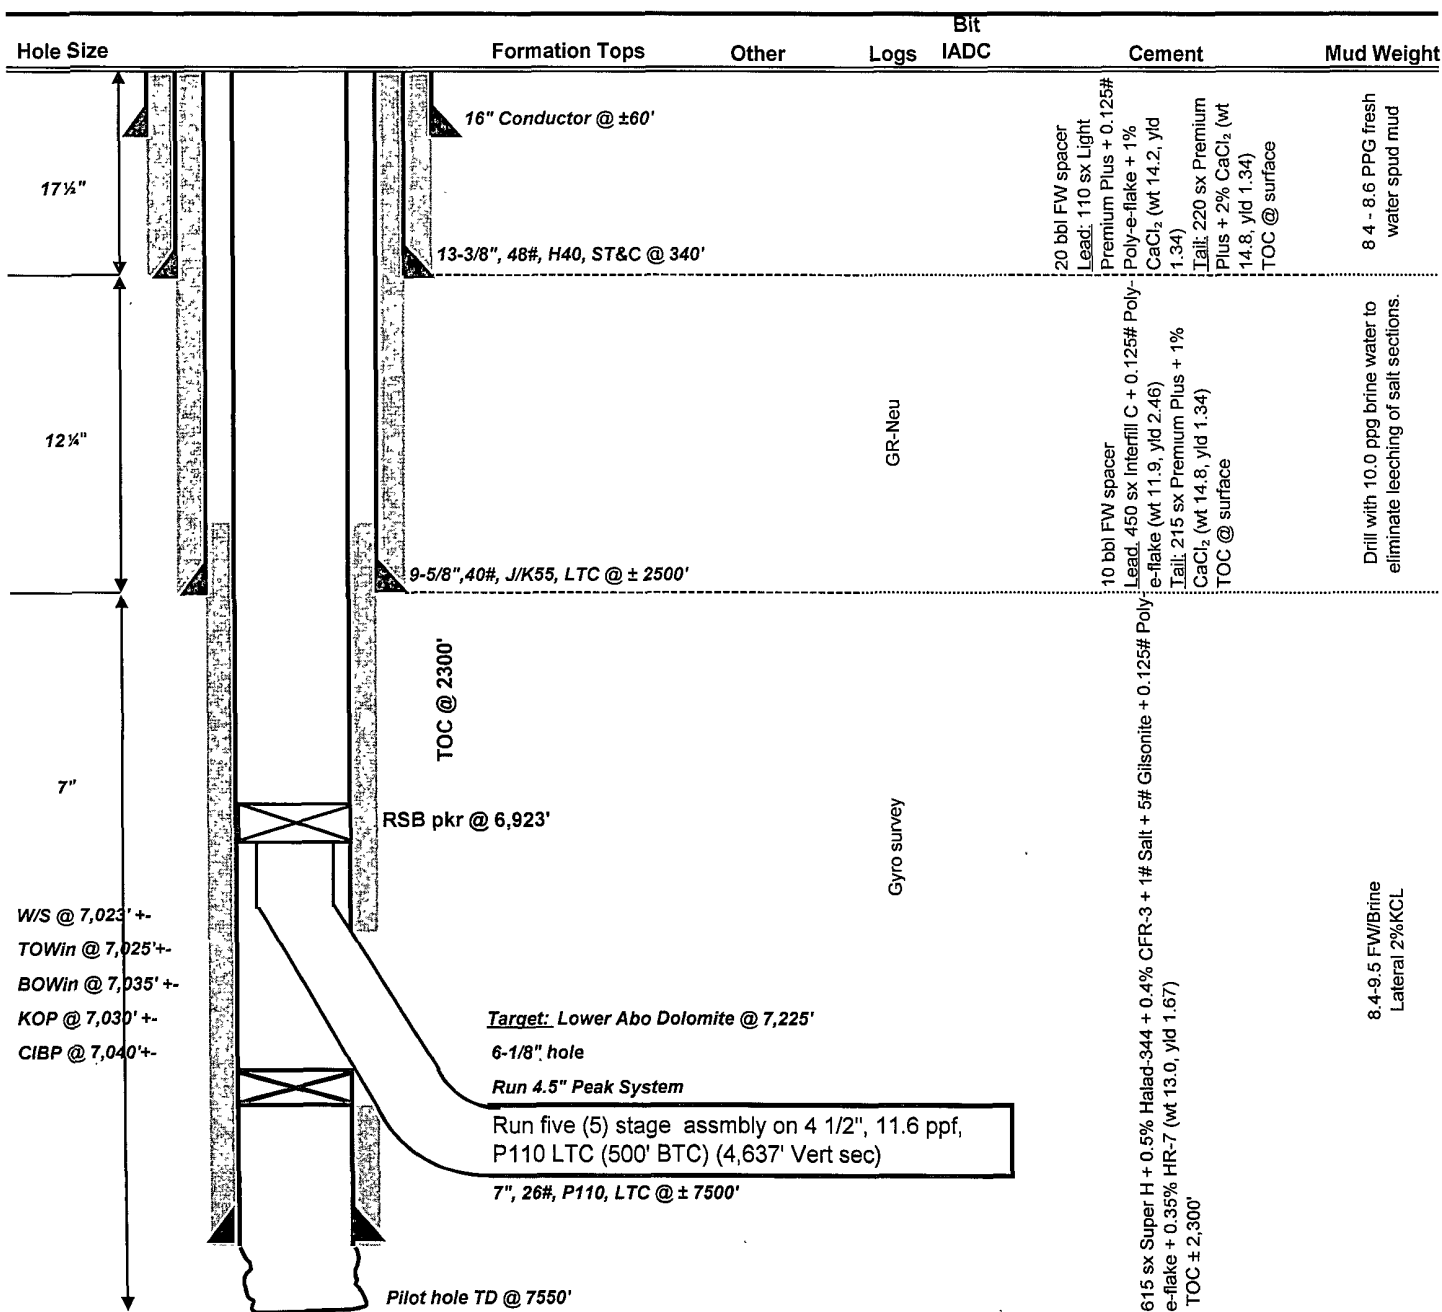 Hole Size
Formation Tops
Other
Logs
Bit
IADC
Cement
Mud Weight
16" Conductor @ ±60'
17½"
13-3/8", 48#, H40, ST&C @ 340'
20 bbl FW spacer
Lead: 110 sx Light
Premium Plus + 0.125#
Poly-e-flake + 1%
CaCl₂ (wt 14.2, yld
1.34)
Tail: 220 sx Premium
Plus + 2% CaCl₂ (wt
14.8, yld 1.34)
TOC @ surface
8 4 - 8.6 PPG fresh
water spud mud
12¼"
9-5/8",40#, J/K55, LTC @ ± 2500'
GR-Neu
10 bbl FW spacer
Lead. 450 sx Interfill C + 0.125# Poly-
e-flake (wt 11.9, yld 2.46)
Tail: 215 sx Premium Plus + 1%
CaCl₂ (wt 14.8, yld 1.34)
TOC @ surface
Drill with 10.0 ppg brine water to
eliminate leeching of salt sections.
TOC @ 2300'
7"
RSB pkr @ 6,923'
Gyro survey
W/S @ 7,023' +-
TOWin @ 7,025'+-
BOWin @ 7,035' +-
KOP @ 7,030' +-
CIBP @ 7,040'+-
Target: Lower Abo Dolomite @ 7,225'
6-1/8" hole
Run 4.5" Peak System
Run five (5) stage assmbly on 4 1/2", 11.6 ppf,
P110 LTC (500' BTC) (4,637' Vert sec)
7", 26#, P110, LTC @ ± 7500'
Pilot hole TD @ 7550'
615 sx Super H + 0.5% Halad-344 + 0.4% CFR-3 + 1# Salt + 5# Gilsonite + 0.125# Poly-
e-flake + 0.35% HR-7 (wt 13.0, yld 1.67)
TOC ± 2,300'
8.4-9.5 FW/Brine
Lateral 2%KCL